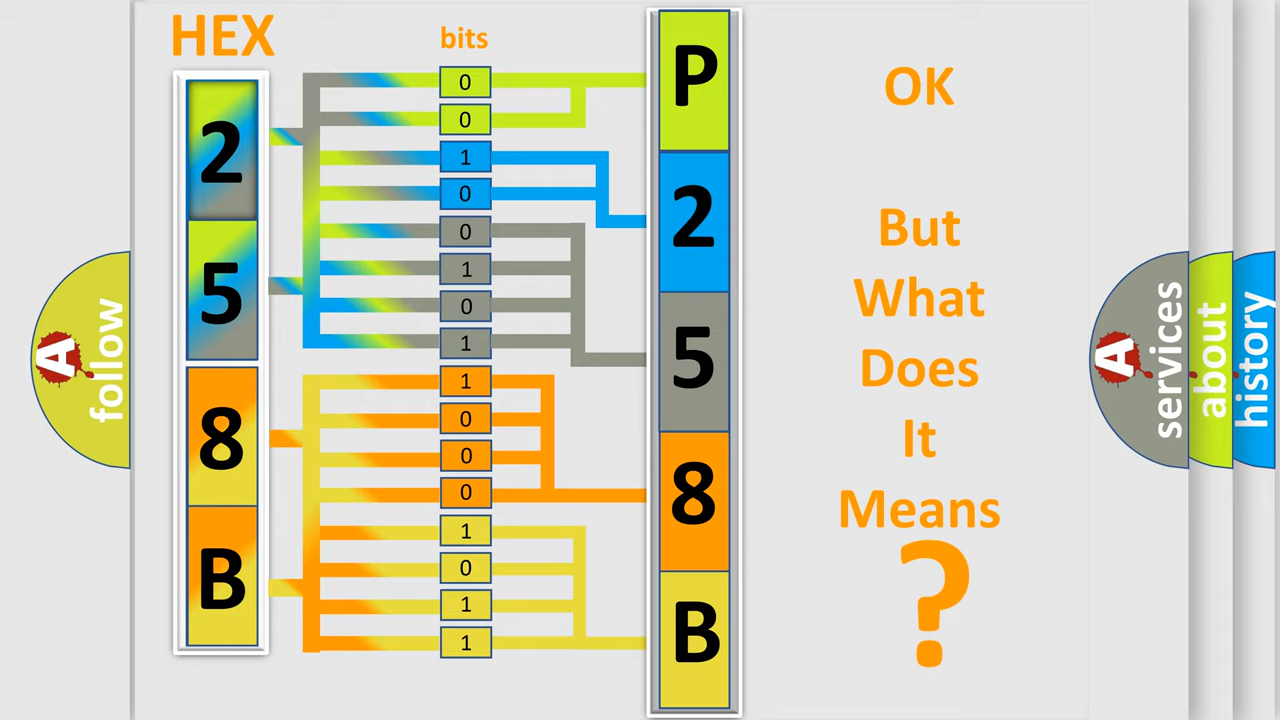 HEX
bits
2
5
8
B
0
0
1
0
0
1
0
1
1
0
0
0
1
0
1
1
P
2
5
8
B
OK
But
What
Does
It
Means
?
A
follow
A
services
about
history